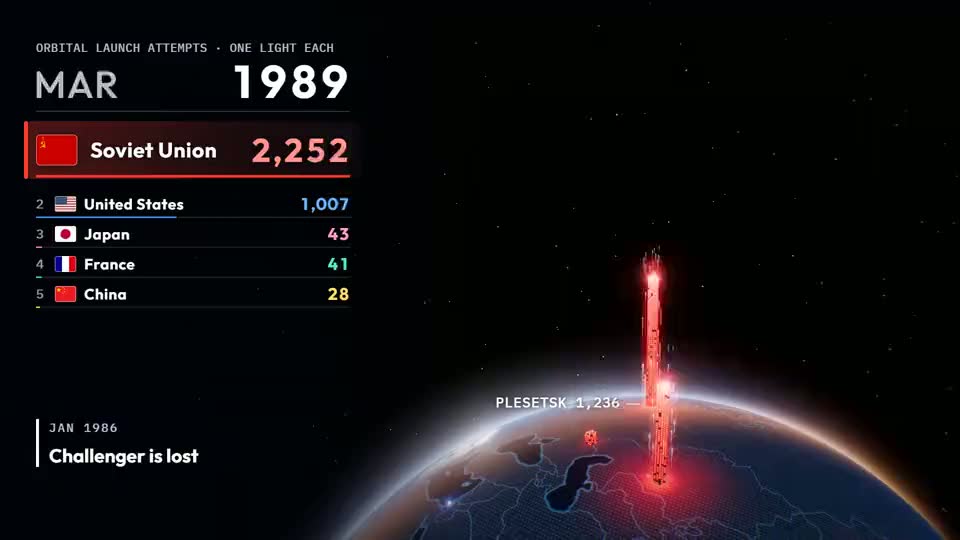 ORBITAL LAUNCH ATTEMPTS · ONE LIGHT EACH
MAR 1989
Soviet Union 2,252
2 United States 1,007
3 Japan 43
4 France 41
5 China 28
PLESETSK 1,236
JAN 1986
Challenger is lost